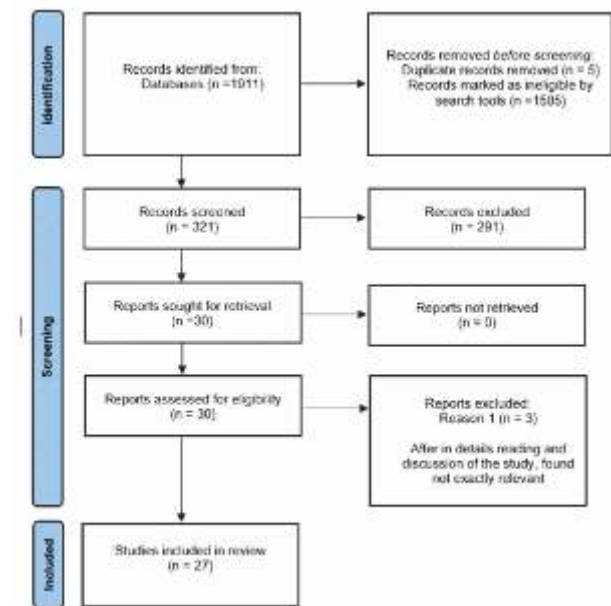 Identification
Records identified from:
Databases (n =1911)
Records removed before screening:
Duplicate records removed (n = 5)
Records marked as ineligible by
search tools (n =1585)
Screening
Records screened
(n = 321)
Records excluded
(n = 291)
Reports sought for retrieval
(n =30)
Reports not retrieved
(n = 0)
Reports assessed for eligibility
(n = 30)
Reports excluded:
Reason 1 (n = 3)
After in details reading and
discussion of the study, found
not exactly relevant
Included
Studies included in review
(n = 27)